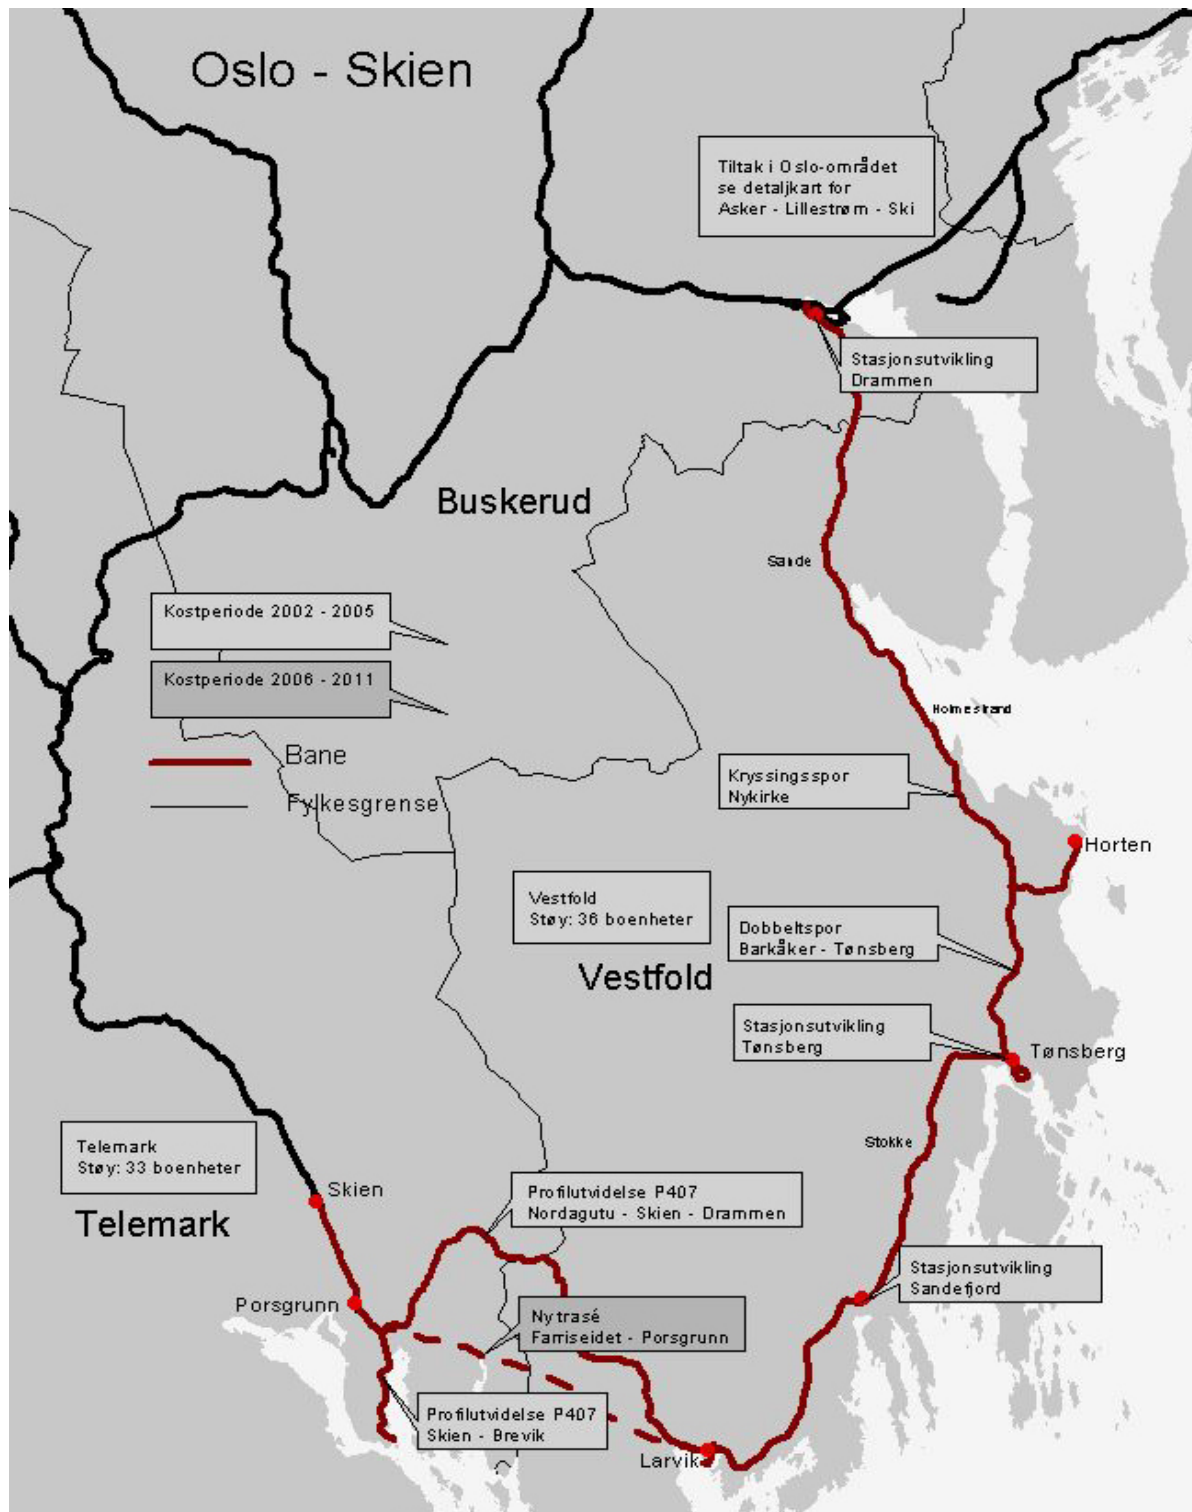 Oslo - Skien
Tiltak i Oslo-området
se detaljkart for
Asker - Lillestrøm - Ski
Stasjonsutvikling
Drammen
Buskerud
Sande
Kostperiode 2002 - 2005
Kostperiode 2006 - 2011
Holmestrand
Bane
Fylkesgrense
Kryssingsspor
Nykirke
Horten
Vestfold
Støy: 36 boenheter
Dobbeltspor
Barkåker - Tønsberg
Vestfold
Stasjonsutvikling
Tønsberg
Tønsberg
Stokke
Telemark
Støy: 33 boenheter
Skien
Telemark
Profilutvidelse P407
Nordagutu - Skien - Drammen
Stasjonsutvikling
Sandefjord
Porsgrunn
Ny trasé
Farriseidet - Porsgrunn
Profilutvidelse P407
Skien - Brevik
Larvik